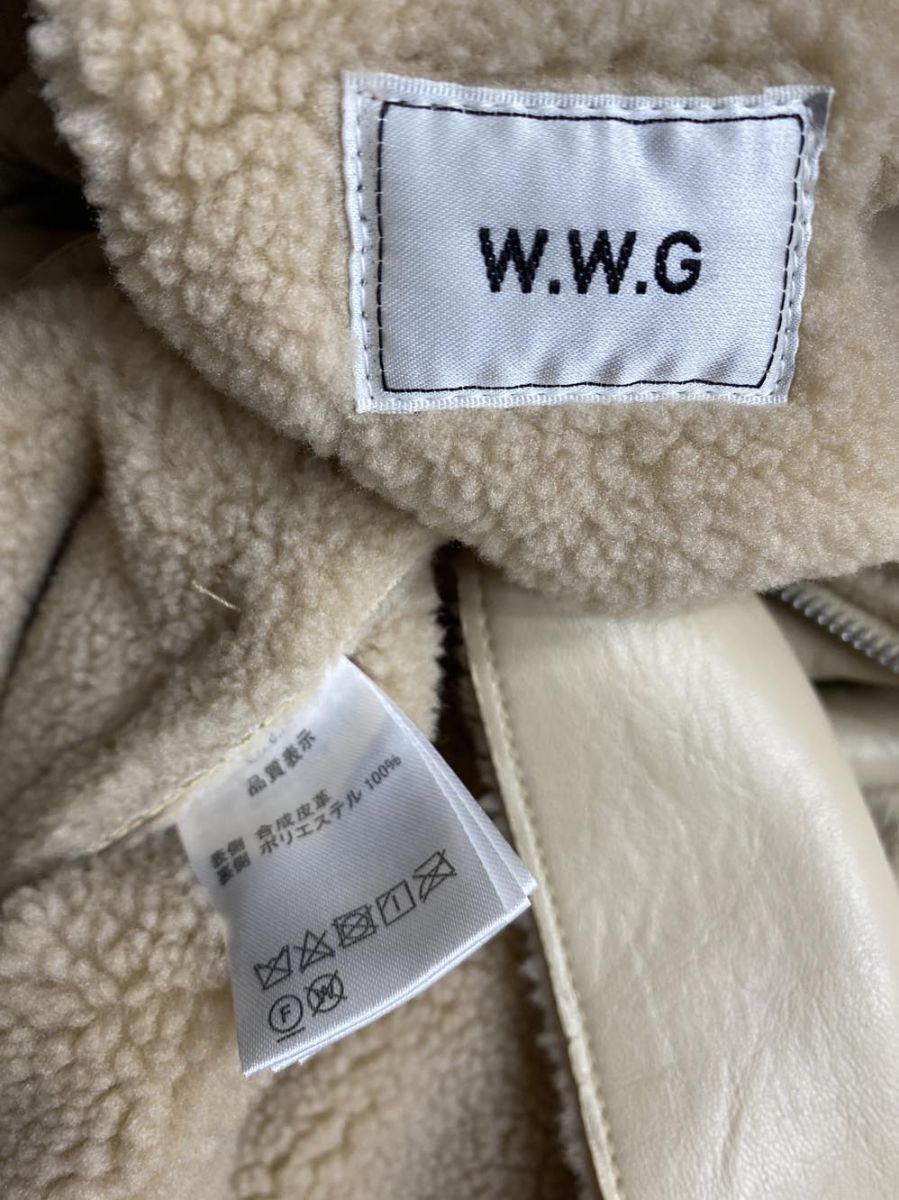 W.W.G
品質表示
表側 合成皮革
裏側 ポリエステル 100%
F
W